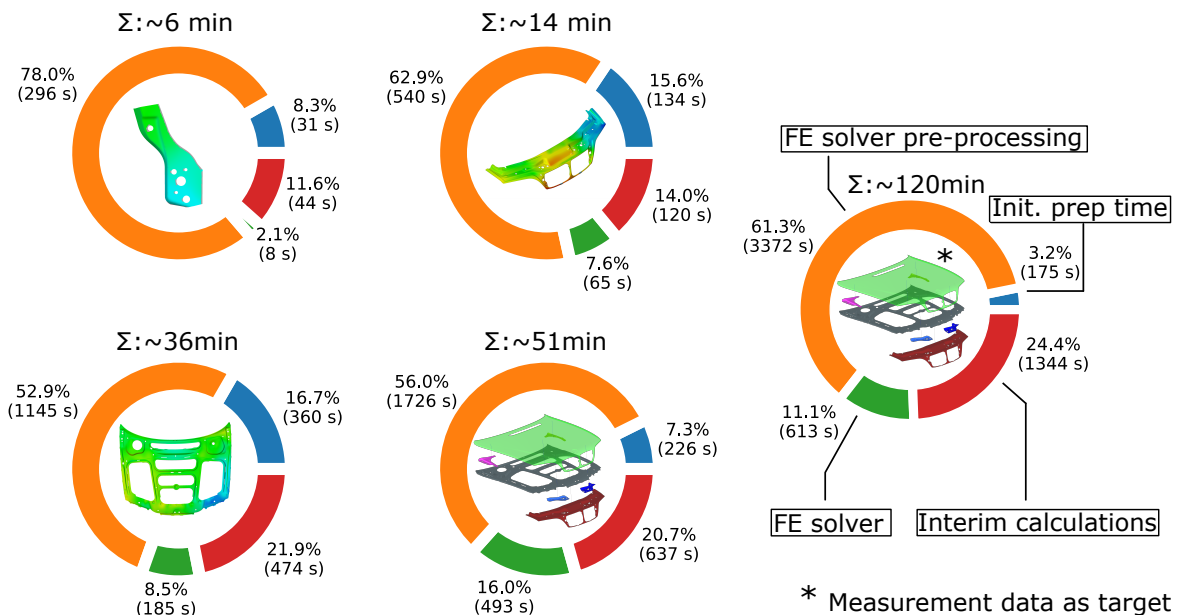 Σ:~6 min
78.0%
(296 s)
8.3%
(31 s)
11.6%
(44 s)
2.1%
(8 s)
Σ:~14 min
62.9%
(540 s)
15.6%
(134 s)
14.0%
(120 s)
7.6%
(65 s)
FE solver pre-processing
Σ:~120min
Init. prep time
61.3%
(3372 s)
*
3.2%
(175 s)
24.4%
(1344 s)
11.1%
(613 s)
FE solver
Interim calculations
Σ:~36min
52.9%
(1145 s)
16.7%
(360 s)
21.9%
(474 s)
8.5%
(185 s)
Σ:~51min
56.0%
(1726 s)
7.3%
(226 s)
20.7%
(637 s)
16.0%
(493 s)
* Measurement data as target